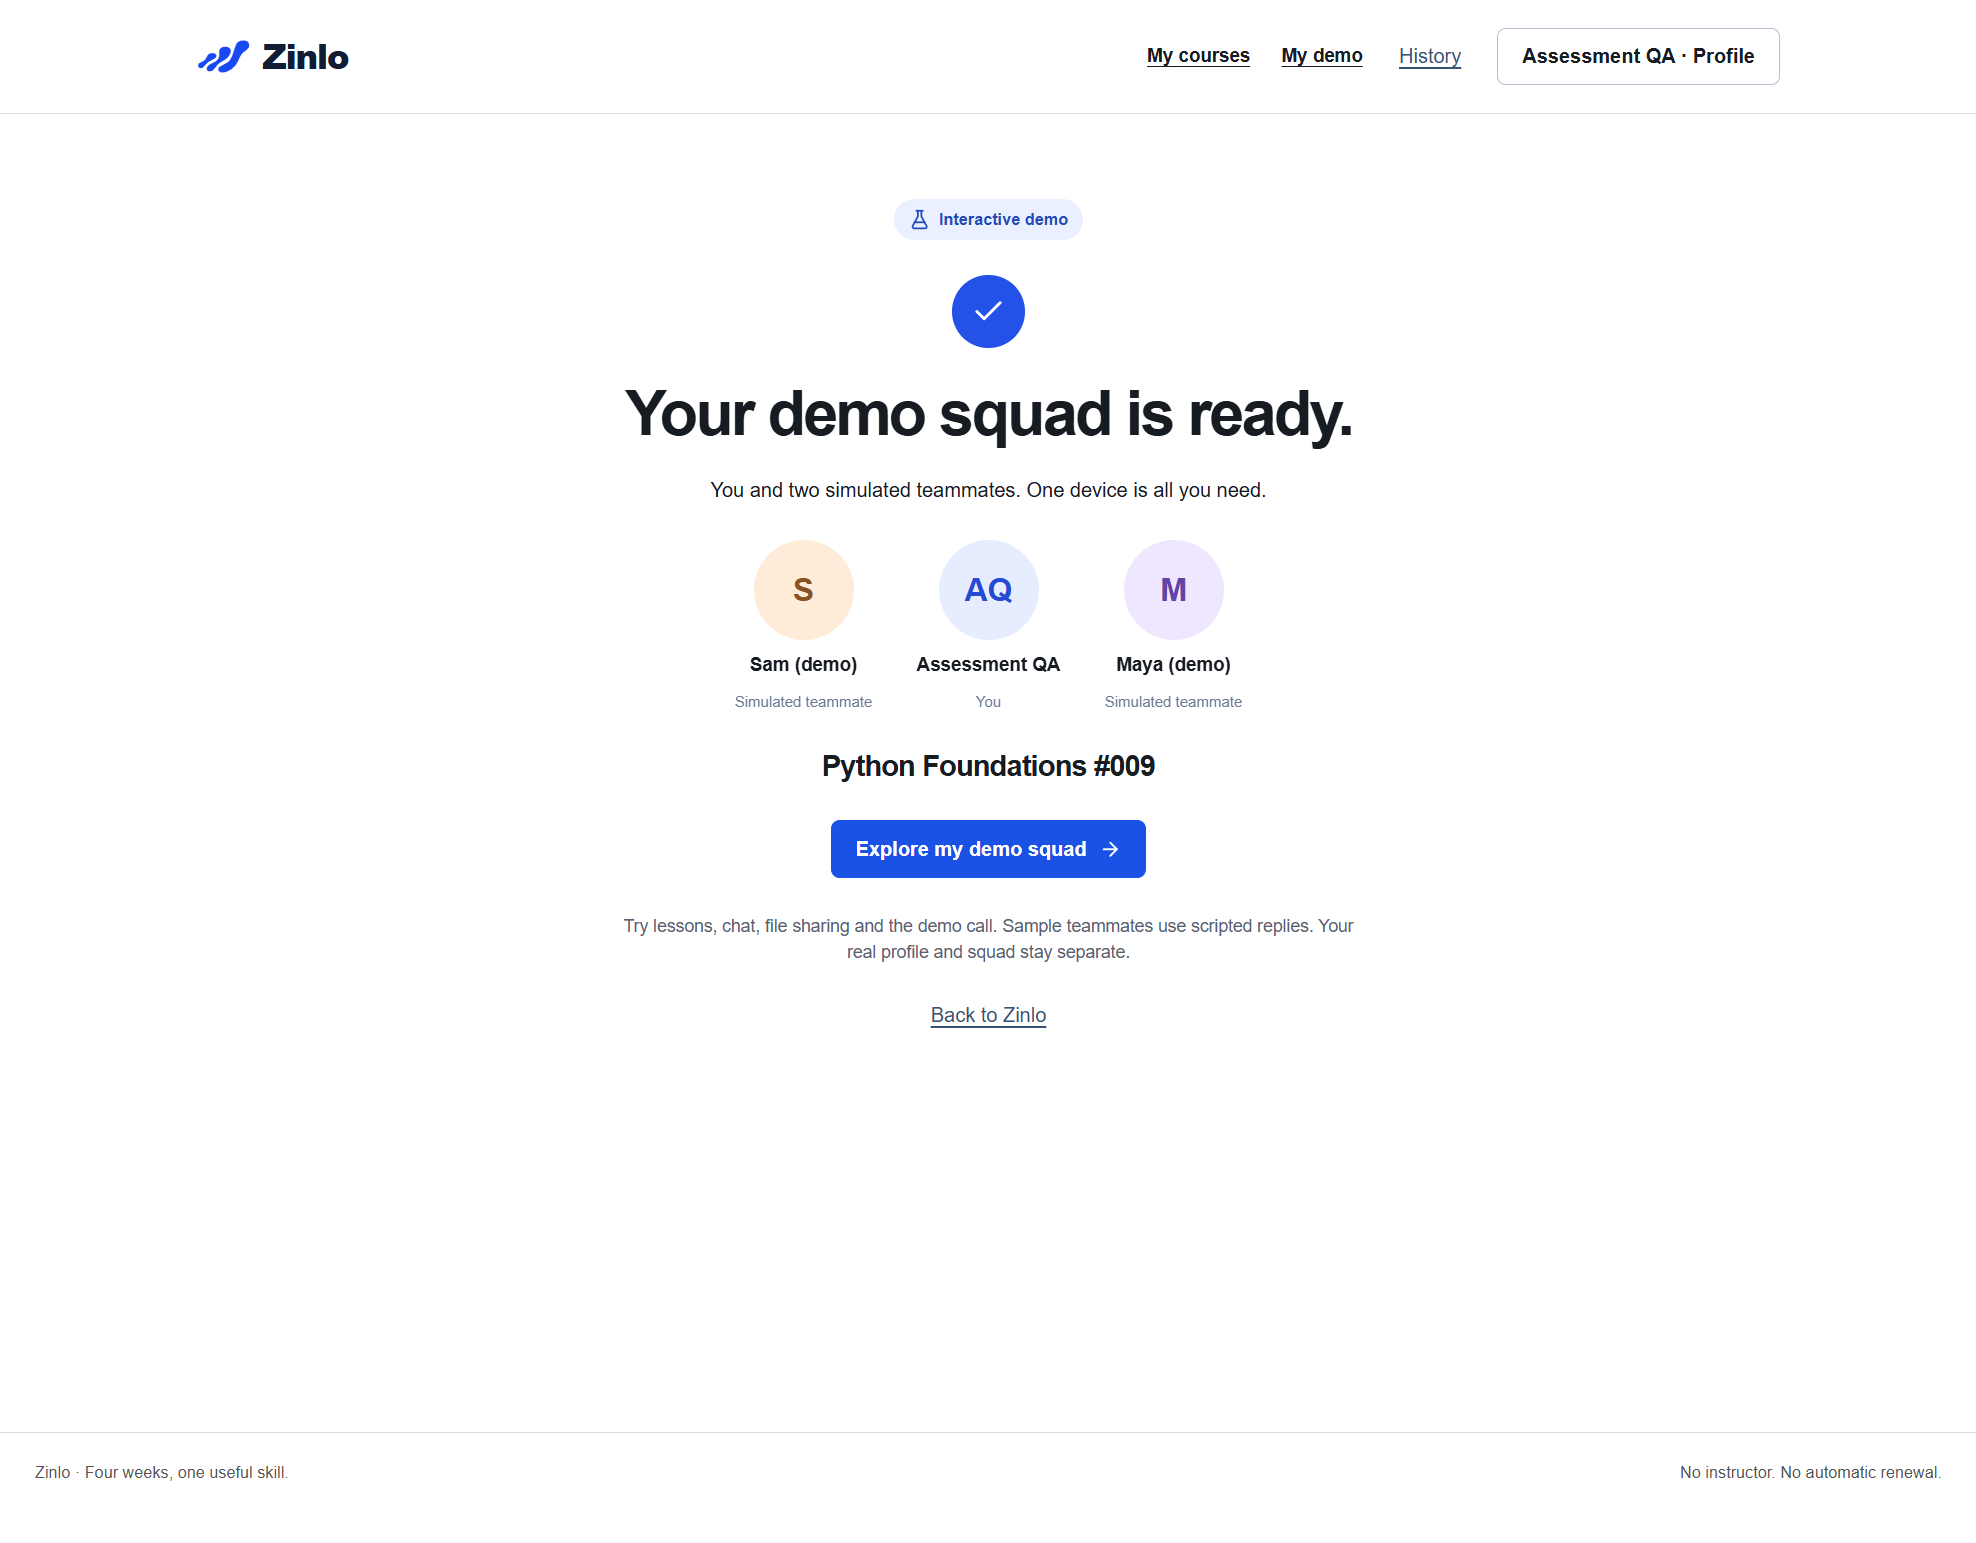 Zinlo
My courses
My demo
History
Assessment QA · Profile
Interactive demo
Your demo squad is ready.
You and two simulated teammates. One device is all you need.
S
AQ
M
Sam (demo)
Assessment QA
Maya (demo)
Simulated teammate
You
Simulated teammate
Python Foundations #009
Explore my demo squad
Try lessons, chat, file sharing and the demo call. Sample teammates use scripted replies. Your
real profile and squad stay separate.
Back to Zinlo
Zinlo · Four weeks, one useful skill.
No instructor. No automatic renewal.